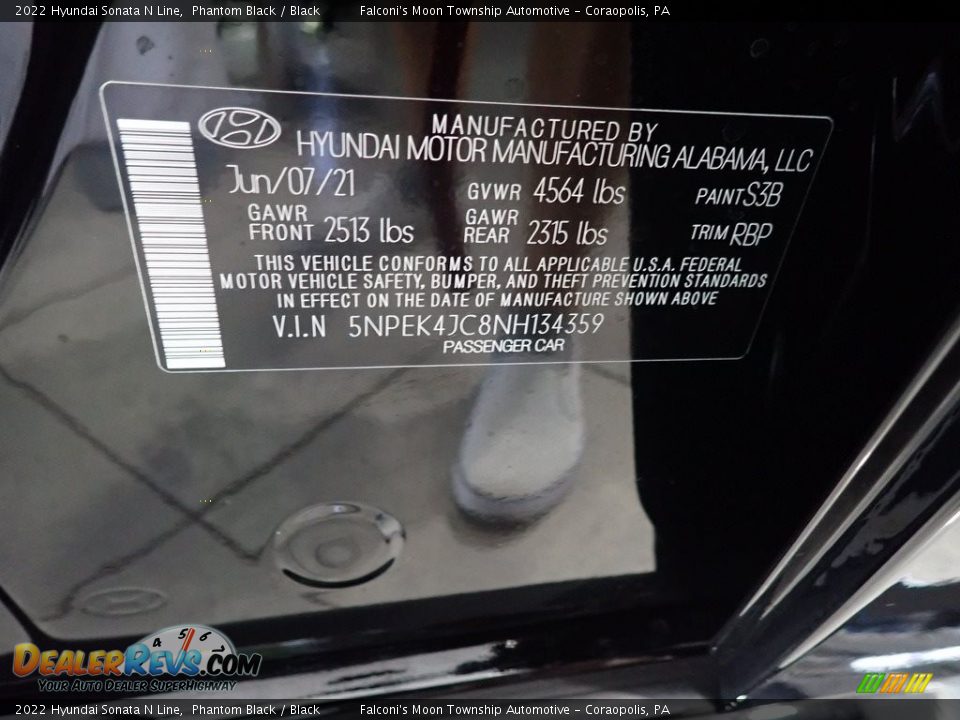 2022 Hyundai Sonata N Line,  Phantom Black / Black        Falconi's Moon Township Automotive - Coraopolis, PA
MANUFACTURED BY
HYUNDAI MOTOR MANUFACTURING ALABAMA, LLC
Jun/07/21 GVWR 4564 lbs PAINT S3B
GAWR FRONT 2513 lbs GAWR REAR 2315 lbs TRIM RBP
THIS VEHICLE CONFORMS TO ALL APPLICABLE U.S.A. FEDERAL
MOTOR VEHICLE SAFETY, BUMPER, AND THEFT PREVENTION STANDARDS
IN EFFECT ON THE DATE OF MANUFACTURE SHOWN ABOVE
V.I.N 5NPEK4JC8NH134359
PASSENGER CAR
4 5 6
DEALERREVS.COM
YOUR AUTO DEALER SUPERHIGHWAY
2022 Hyundai Sonata N Line,  Phantom Black / Black        Falconi's Moon Township Automotive - Coraopolis, PA